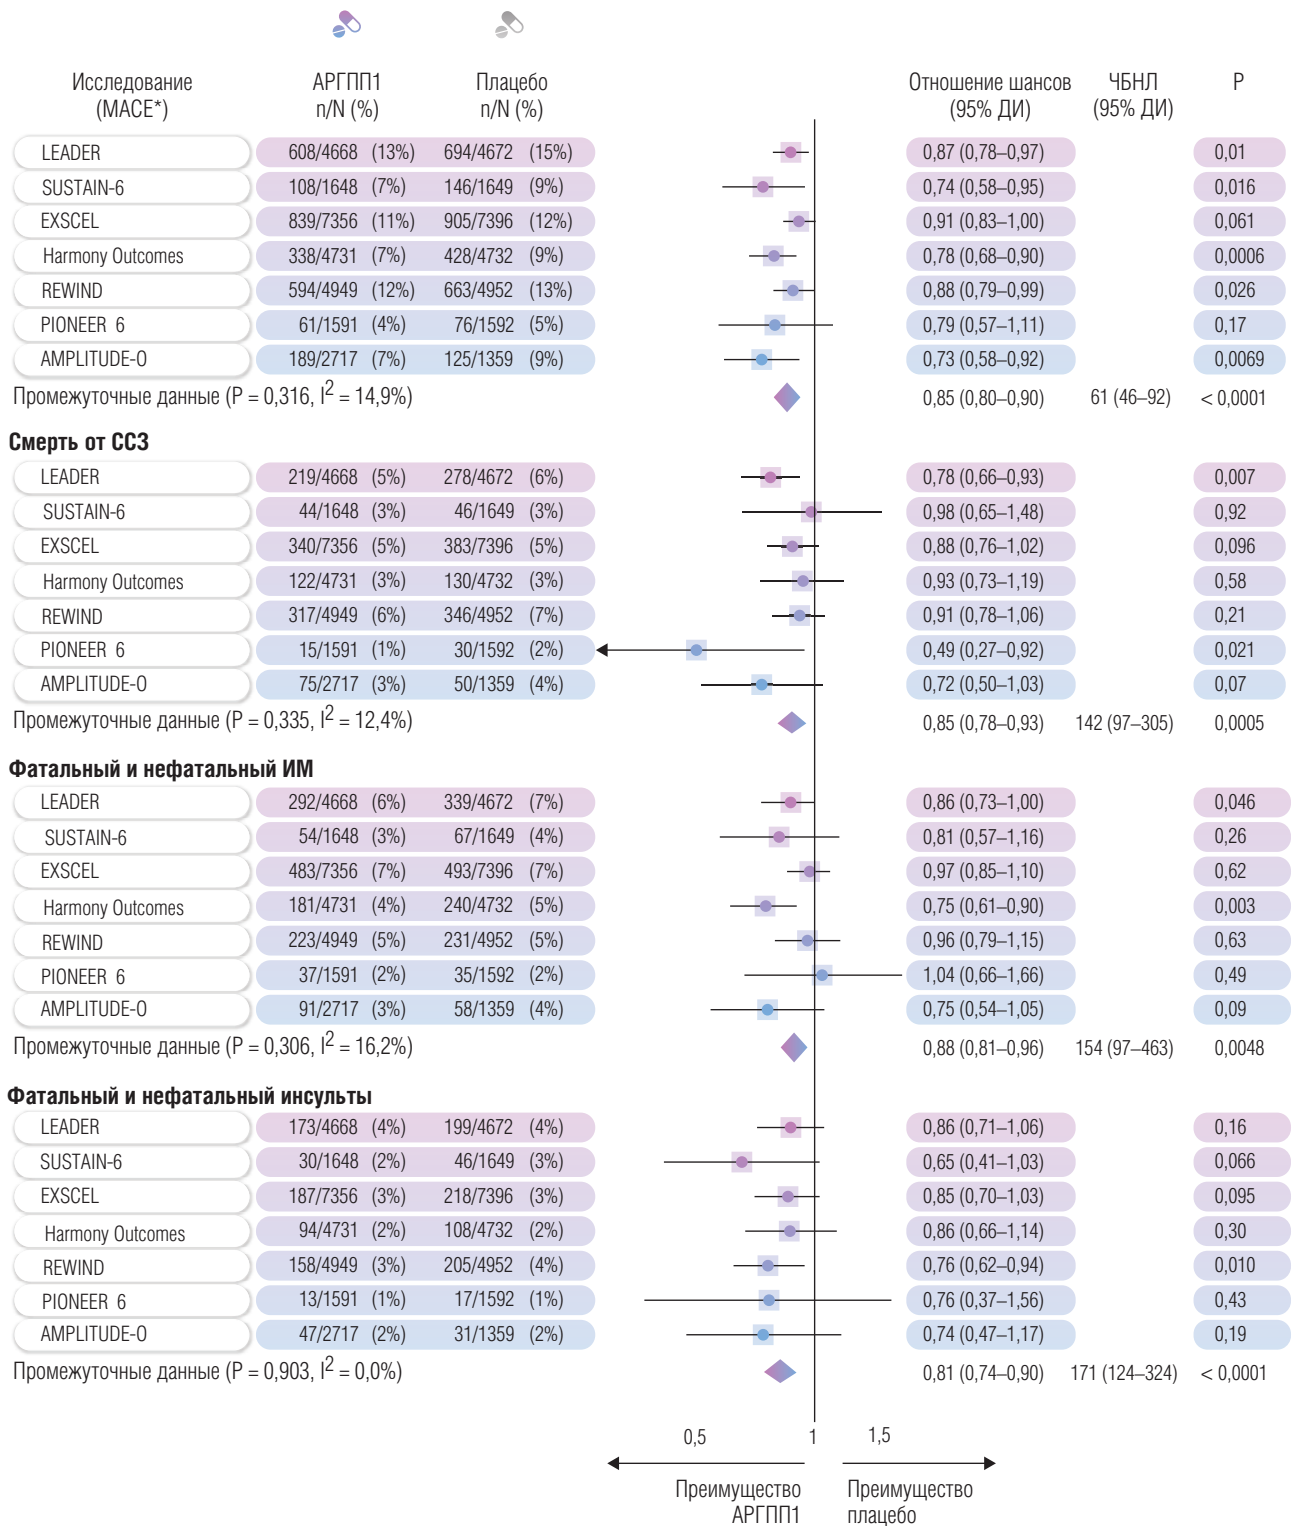 Исследование АРГПП1 Плацебо Отношение шансов ЧБНЛ P
(MACE*) n/N (%) n/N (%) (95% ДИ) (95% ДИ)
LEADER 608/4668 (13%) 694/4672 (15%) 0,87 (0,78–0,97) 0,01
SUSTAIN-6 108/1648 (7%) 146/1649 (9%) 0,74 (0,58–0,95) 0,016
EXSCEL 839/7356 (11%) 905/7396 (12%) 0,91 (0,83–1,00) 0,061
Harmony Outcomes 338/4731 (7%) 428/4732 (9%) 0,78 (0,68–0,90) 0,0006
REWIND 594/4949 (12%) 663/4952 (13%) 0,88 (0,79–0,99) 0,026
PIONEER 6 61/1591 (4%) 76/1592 (5%) 0,79 (0,57–1,11) 0,17
AMPLITUDE-O 189/2717 (7%) 125/1359 (9%) 0,73 (0,58–0,92) 0,0069
Промежуточные данные (P = 0,316, I2 = 14,9%) 0,85 (0,80–0,90) 61 (46–92) < 0,0001
Смерть от ССЗ
LEADER 219/4668 (5%) 278/4672 (6%) 0,78 (0,66–0,93) 0,007
SUSTAIN-6 44/1648 (3%) 46/1649 (3%) 0,98 (0,65–1,48) 0,92
EXSCEL 340/7356 (5%) 383/7396 (5%) 0,88 (0,76–1,02) 0,096
Harmony Outcomes 122/4731 (3%) 130/4732 (3%) 0,93 (0,73–1,19) 0,58
REWIND 317/4949 (6%) 346/4952 (7%) 0,91 (0,78–1,06) 0,21
PIONEER 6 15/1591 (1%) 30/1592 (2%) 0,49 (0,27–0,92) 0,021
AMPLITUDE-O 75/2717 (3%) 50/1359 (4%) 0,72 (0,50–1,03) 0,07
Промежуточные данные (P = 0,335, I2 = 12,4%) 0,85 (0,78–0,93) 142 (97–305) 0,0005
Фатальный и нефатальный ИМ
LEADER 292/4668 (6%) 339/4672 (7%) 0,86 (0,73–1,00) 0,046
SUSTAIN-6 54/1648 (3%) 67/1649 (4%) 0,81 (0,57–1,16) 0,26
EXSCEL 483/7356 (7%) 493/7396 (7%) 0,97 (0,85–1,10) 0,62
Harmony Outcomes 181/4731 (4%) 240/4732 (5%) 0,75 (0,61–0,90) 0,003
REWIND 223/4949 (5%) 231/4952 (5%) 0,96 (0,79–1,15) 0,63
PIONEER 6 37/1591 (2%) 35/1592 (2%) 1,04 (0,66–1,66) 0,49
AMPLITUDE-O 91/2717 (3%) 58/1359 (4%) 0,75 (0,54–1,05) 0,09
Промежуточные данные (P = 0,306, I2 = 16,2%) 0,88 (0,81–0,96) 154 (97–463) 0,0048
Фатальный и нефатальный инсульты
LEADER 173/4668 (4%) 199/4672 (4%) 0,86 (0,71–1,06) 0,16
SUSTAIN-6 30/1648 (2%) 46/1649 (3%) 0,65 (0,41–1,03) 0,066
EXSCEL 187/7356 (3%) 218/7396 (3%) 0,85 (0,70–1,03) 0,095
Harmony Outcomes 94/4731 (2%) 108/4732 (2%) 0,86 (0,66–1,14) 0,30
REWIND 158/4949 (3%) 205/4952 (4%) 0,76 (0,62–0,94) 0,010
PIONEER 6 13/1591 (1%) 17/1592 (1%) 0,76 (0,37–1,56) 0,43
AMPLITUDE-O 47/2717 (2%) 31/1359 (2%) 0,74 (0,47–1,17) 0,19
Промежуточные данные (P = 0,903, I2 = 0,0%) 0,81 (0,74–0,90) 171 (124–324) < 0,0001
0,5 1 1,5
Преимущество Преимущество
АРГПП1 плацебо